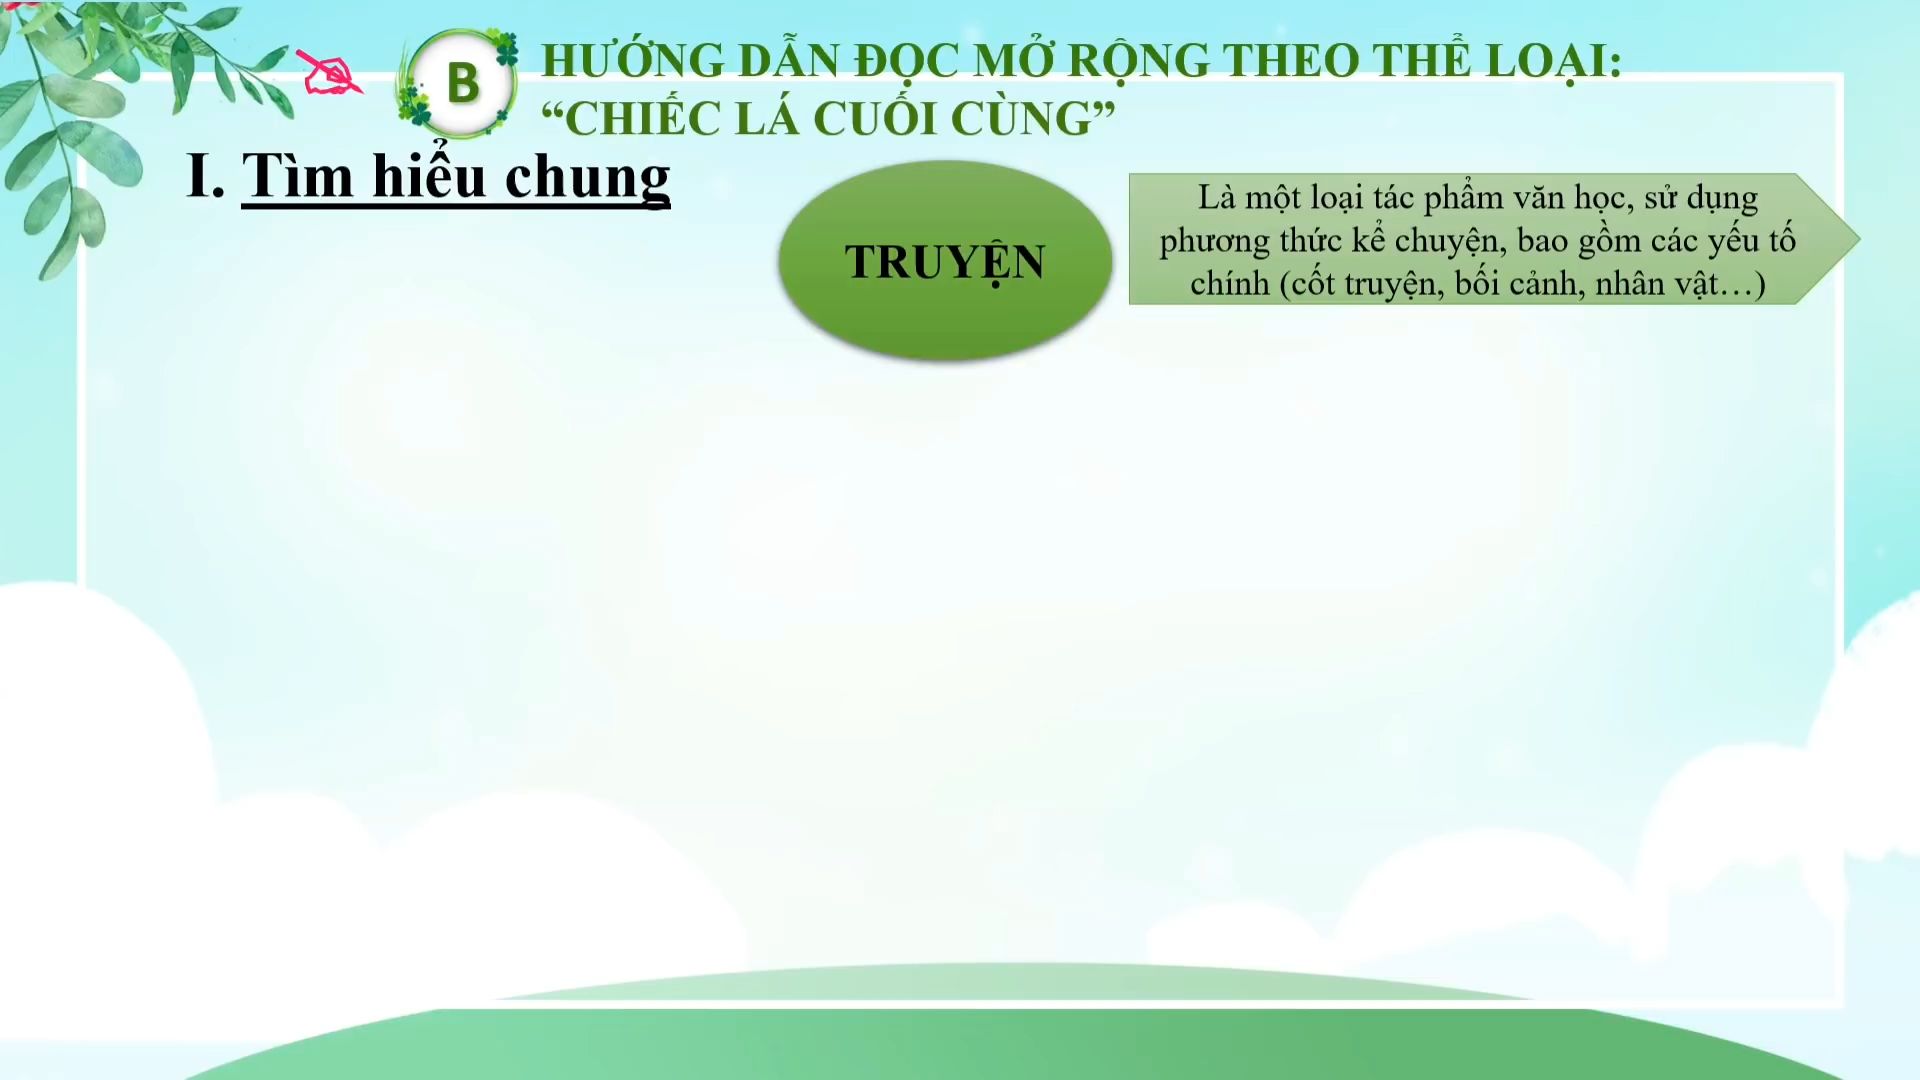 B
HƯỚNG DẪN ĐỌC MỞ RỘNG THEO THỂ LOẠI:
“CHIẾC LÁ CUỐI CÙNG”
I. Tìm hiểu chung
TRUYỆN
Là một loại tác phẩm văn học, sử dụng
phương thức kể chuyện, bao gồm các yếu tố
chính (cốt truyện, bối cảnh, nhân vật…)